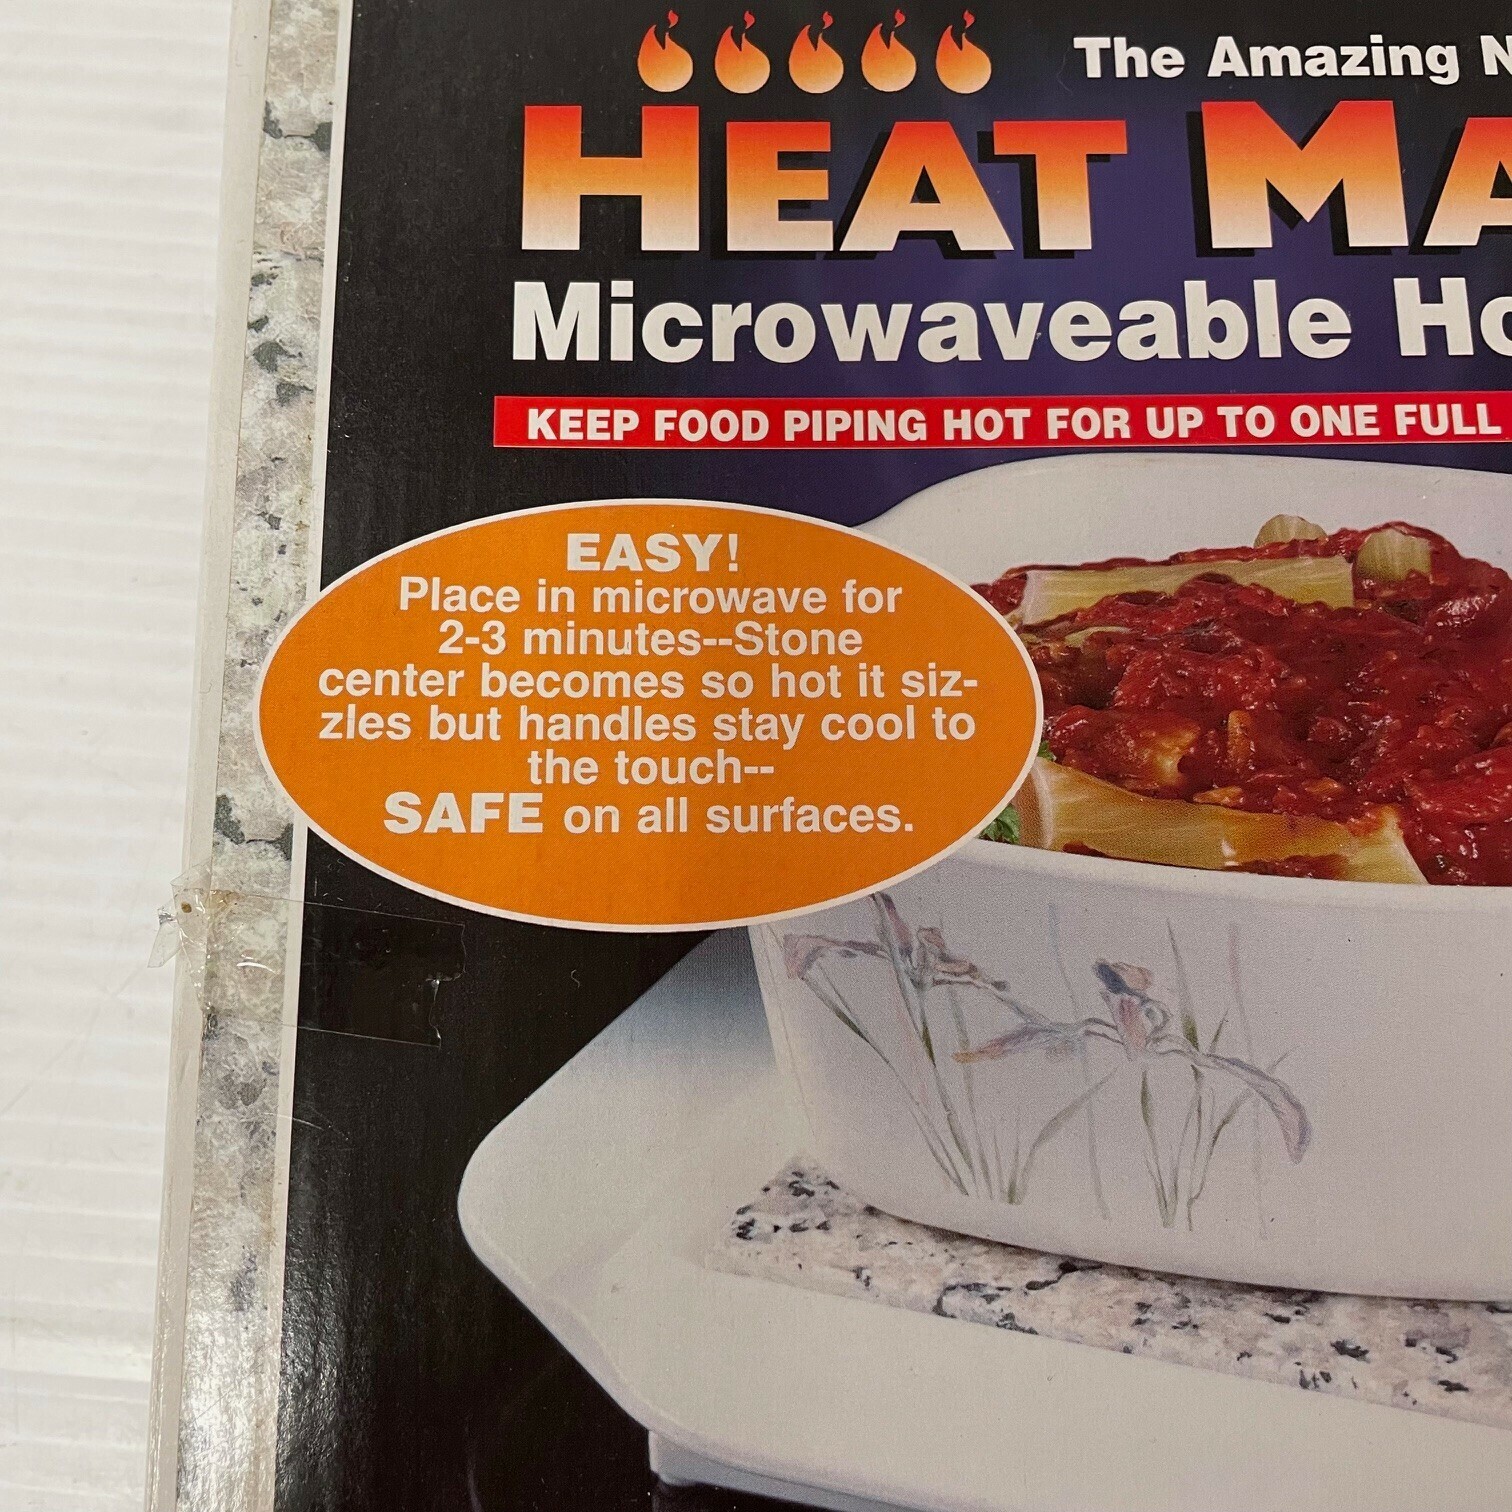 The Amazing N
HEAT MA
Microwaveable Ho
KEEP FOOD PIPING HOT FOR UP TO ONE FULL
EASY!
Place in microwave for
2-3 minutes--Stone
center becomes so hot it siz-
zles but handles stay cool to
the touch--
SAFE on all surfaces.